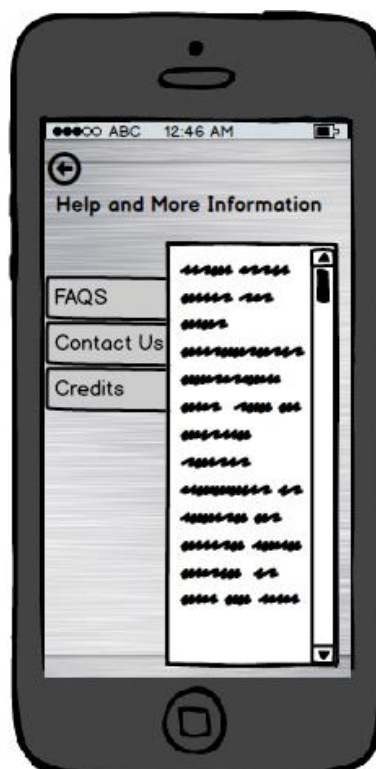 ABC 12:46 AM
Help and More Information
FAQS
Contact Us
Credits